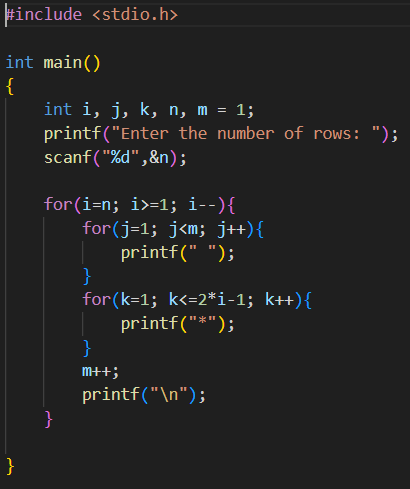 #include <stdio.h>
int main()
{
    int i, j, k, n, m = 1;
    printf("Enter the number of rows: ");
    scanf("%d",&n);
    for(i=n; i>=1; i--){
        for(j=1; j<m; j++){
            printf(" ");
        }
        for(k=1; k<=2*i-1; k++){
            printf("*");
        }
        m++;
        printf("\n");
    }
}